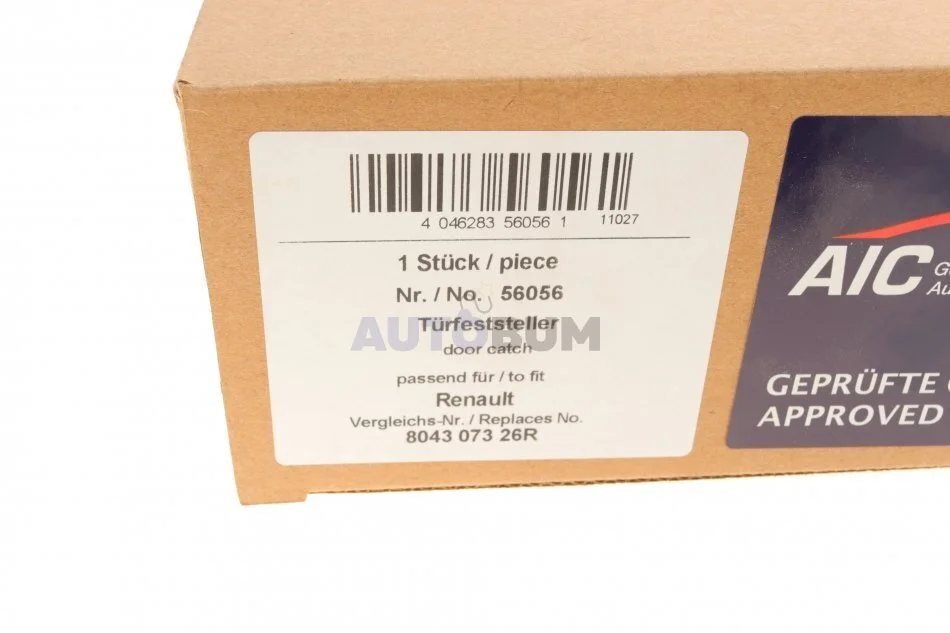 4 046283 56056 1
11027
1 Stück / piece
Nr. / No. 56056
Türfeststeller
AUTOBUM
door catch
passend für / to fit
Renault
Vergleichs-Nr. / Replaces No.
8043 073 26R
AIC
GEPRÜFTE
APPROVED